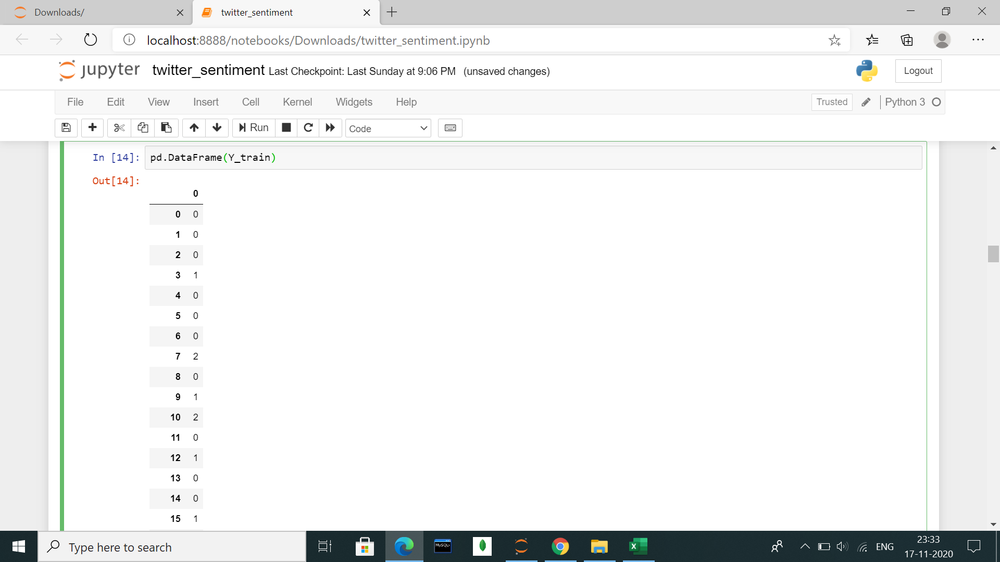 Downloads/
twitter_sentiment
localhost:8888/notebooks/Downloads/twitter_sentiment.ipynb
jupyter twitter_sentiment Last Checkpoint: Last Sunday at 9:06 PM (unsaved changes)
Logout
File Edit View Insert Cell Kernel Widgets Help
Trusted Python 3
Run Code
In [14]: pd.DataFrame(Y_train)
Out[14]:
0
0 0
1 0
2 0
3 1
4 0
5 0
6 0
7 2
8 0
9 1
10 2
11 0
12 1
13 0
14 0
15 1
Type here to search
MySQL
X
ENG
23:33
17-11-2020